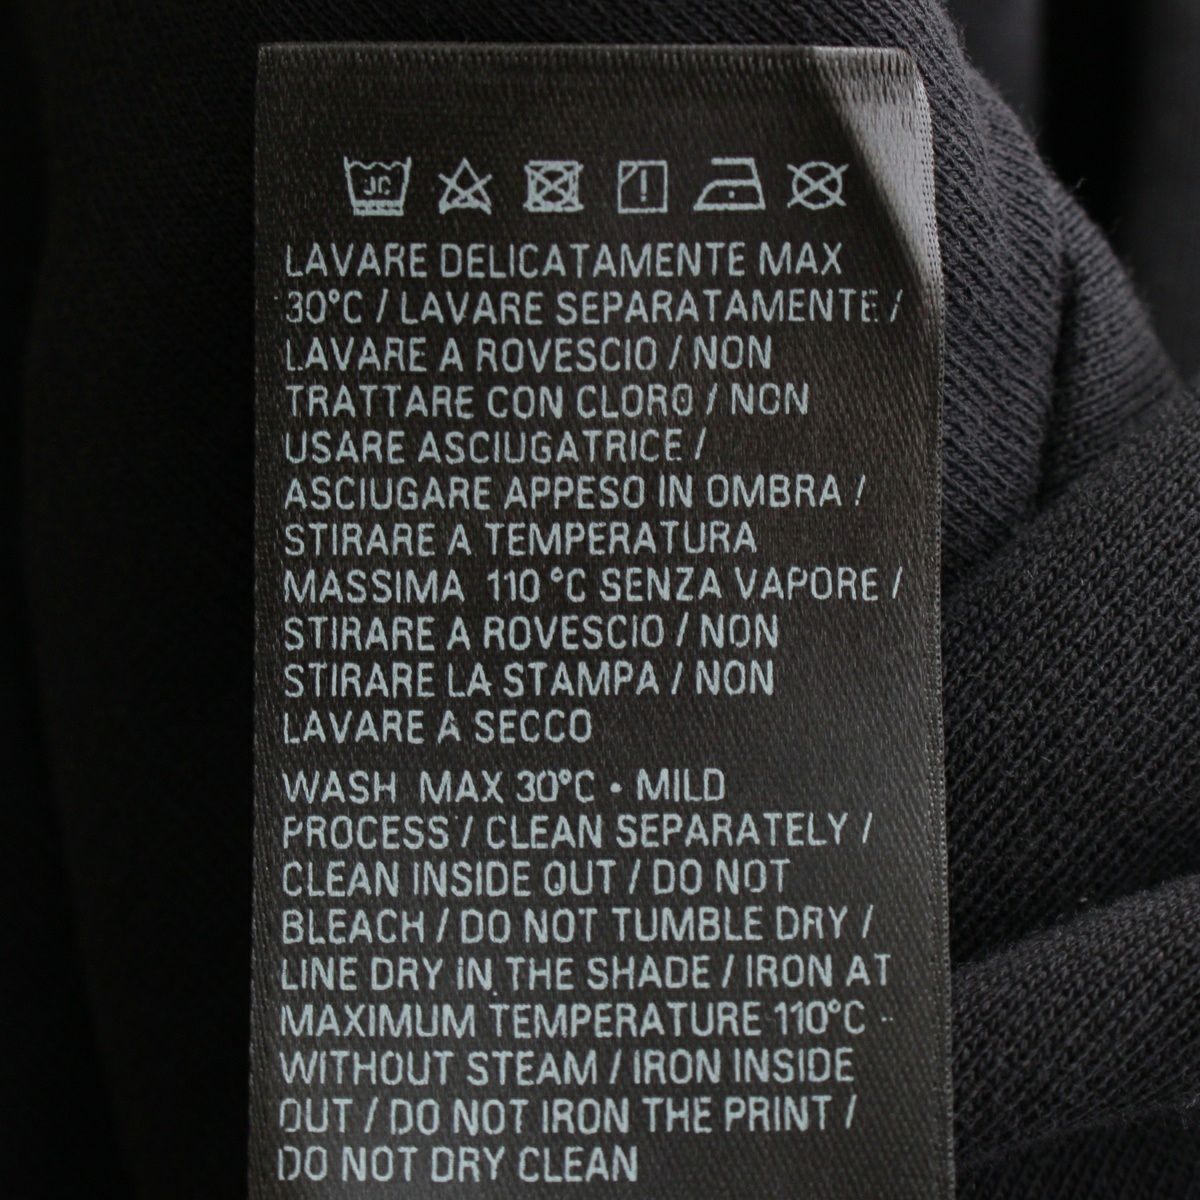 LAVARE DELICATAMENTE MAX
30°C / LAVARE SEPARATAMENTE /
LAVARE A ROVESCIO / NON
TRATTARE CON CLORO / NON
USARE ASCIUGATRICE /
ASCIUGARE APPESO IN OMBRA /
STIRARE A TEMPERATURA
MASSIMA 110 °C SENZA VAPORE /
STIRARE A ROVESCIO / NON
STIRARE LA STAMPA / NON
LAVARE A SECCO
WASH MAX 30°C • MILD
PROCESS / CLEAN SEPARATELY /
CLEAN INSIDE OUT / DO NOT
BLEACH / DO NOT TUMBLE DRY /
LINE DRY IN THE SHADE / IRON AT
MAXIMUM TEMPERATURE 110°C -
WITHOUT STEAM / IRON INSIDE
OUT / DO NOT IRON THE PRINT /
DO NOT DRY CLEAN